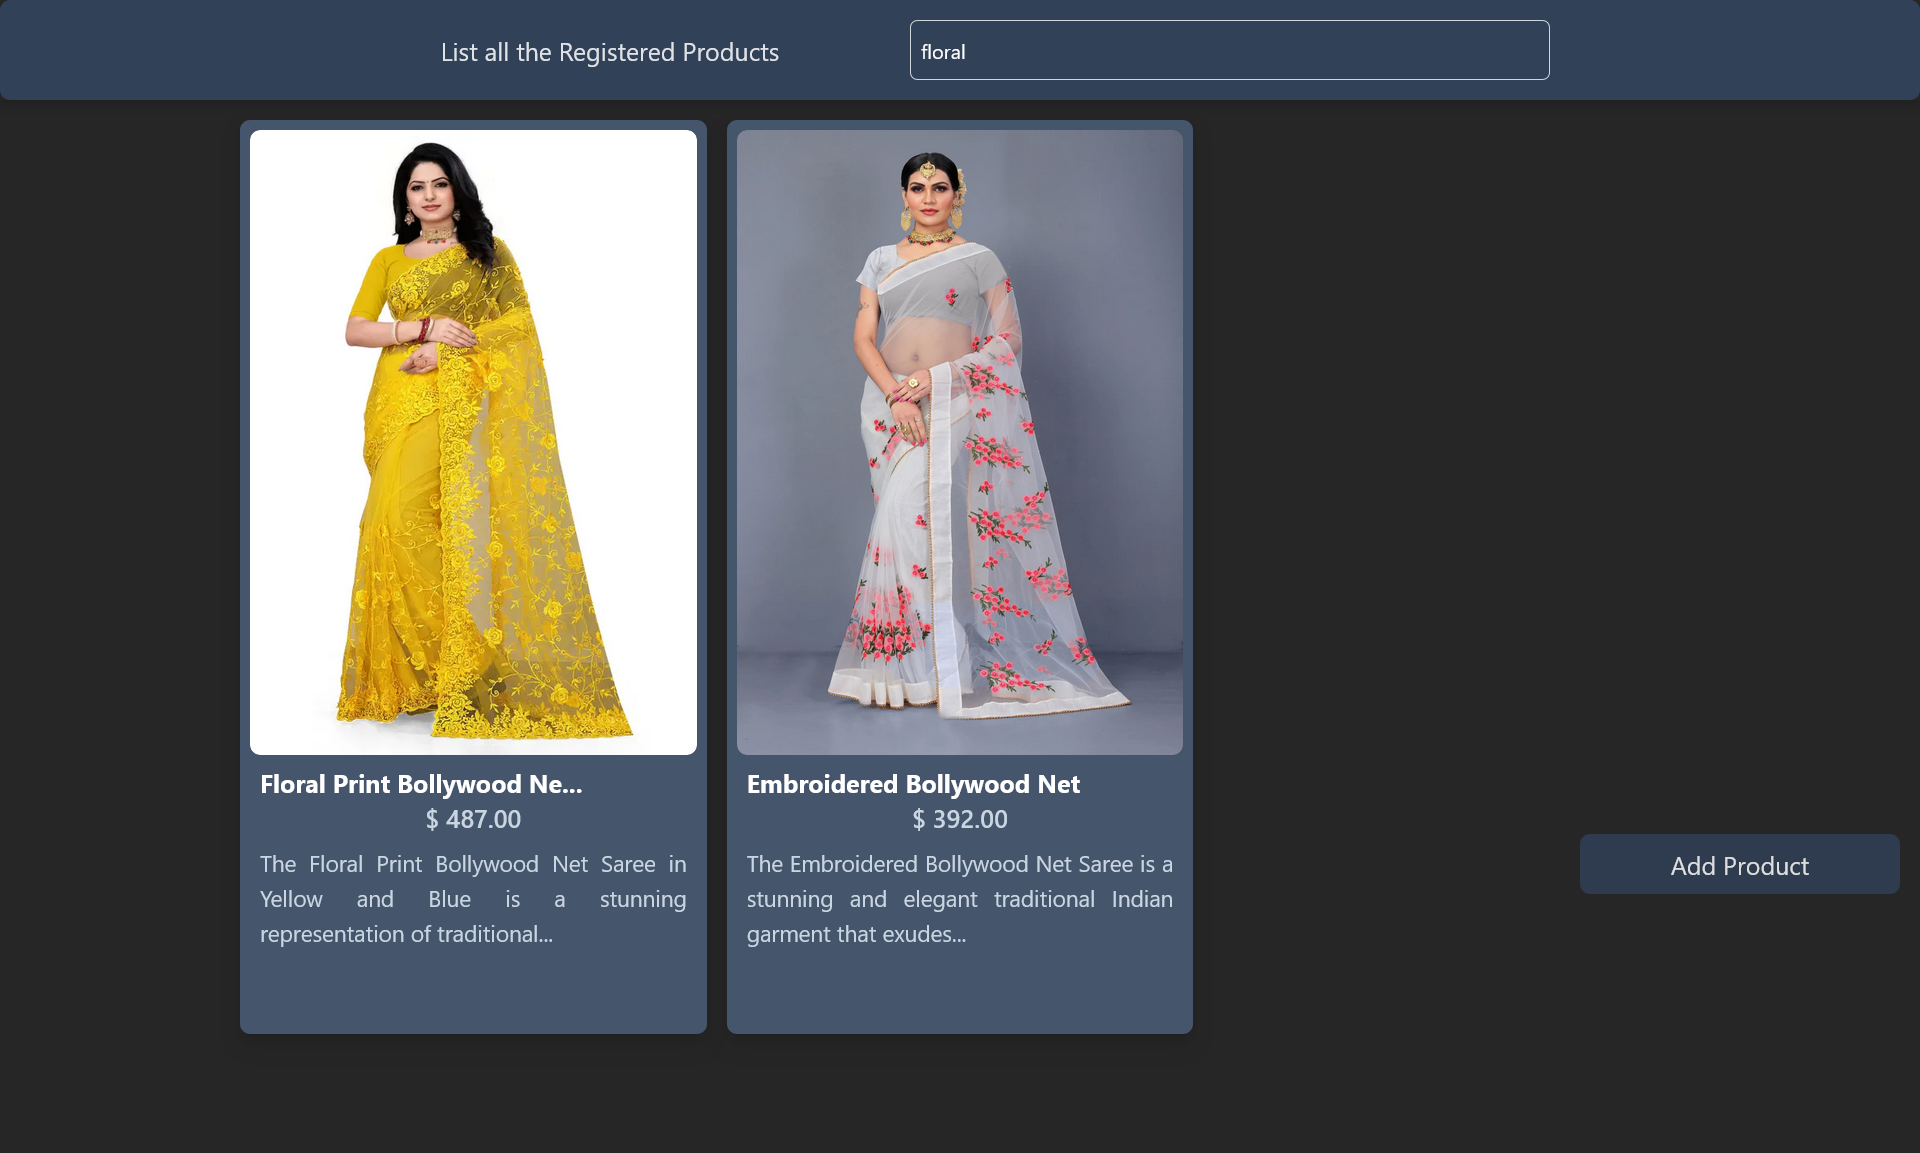 List all the Registered Products
floral
Floral Print Bollywood Ne...
$ 487.00
The Floral Print Bollywood Net Saree in
Yellow and Blue is a stunning
representation of traditional...
Embroidered Bollywood Net
$ 392.00
The Embroidered Bollywood Net Saree is a
stunning and elegant traditional Indian
garment that exudes...
Add Product